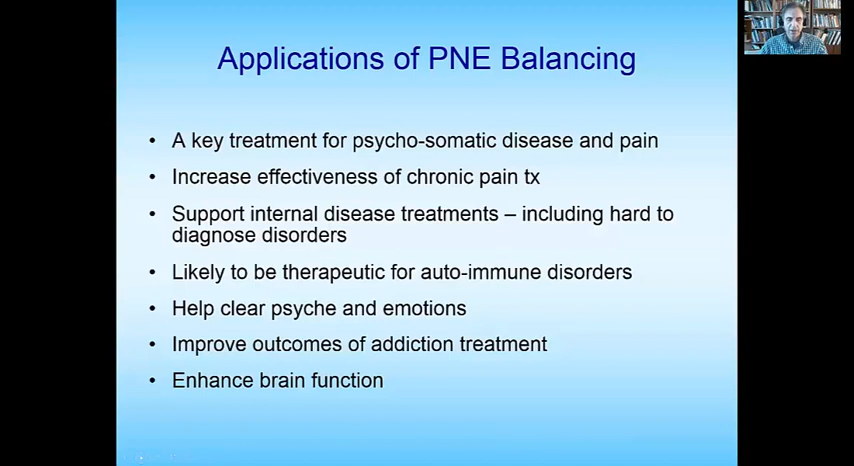 Applications of PNE Balancing
• A key treatment for psycho-somatic disease and pain
• Increase effectiveness of chronic pain tx
• Support internal disease treatments – including hard to
diagnose disorders
• Likely to be therapeutic for auto-immune disorders
• Help clear psyche and emotions
• Improve outcomes of addiction treatment
• Enhance brain function